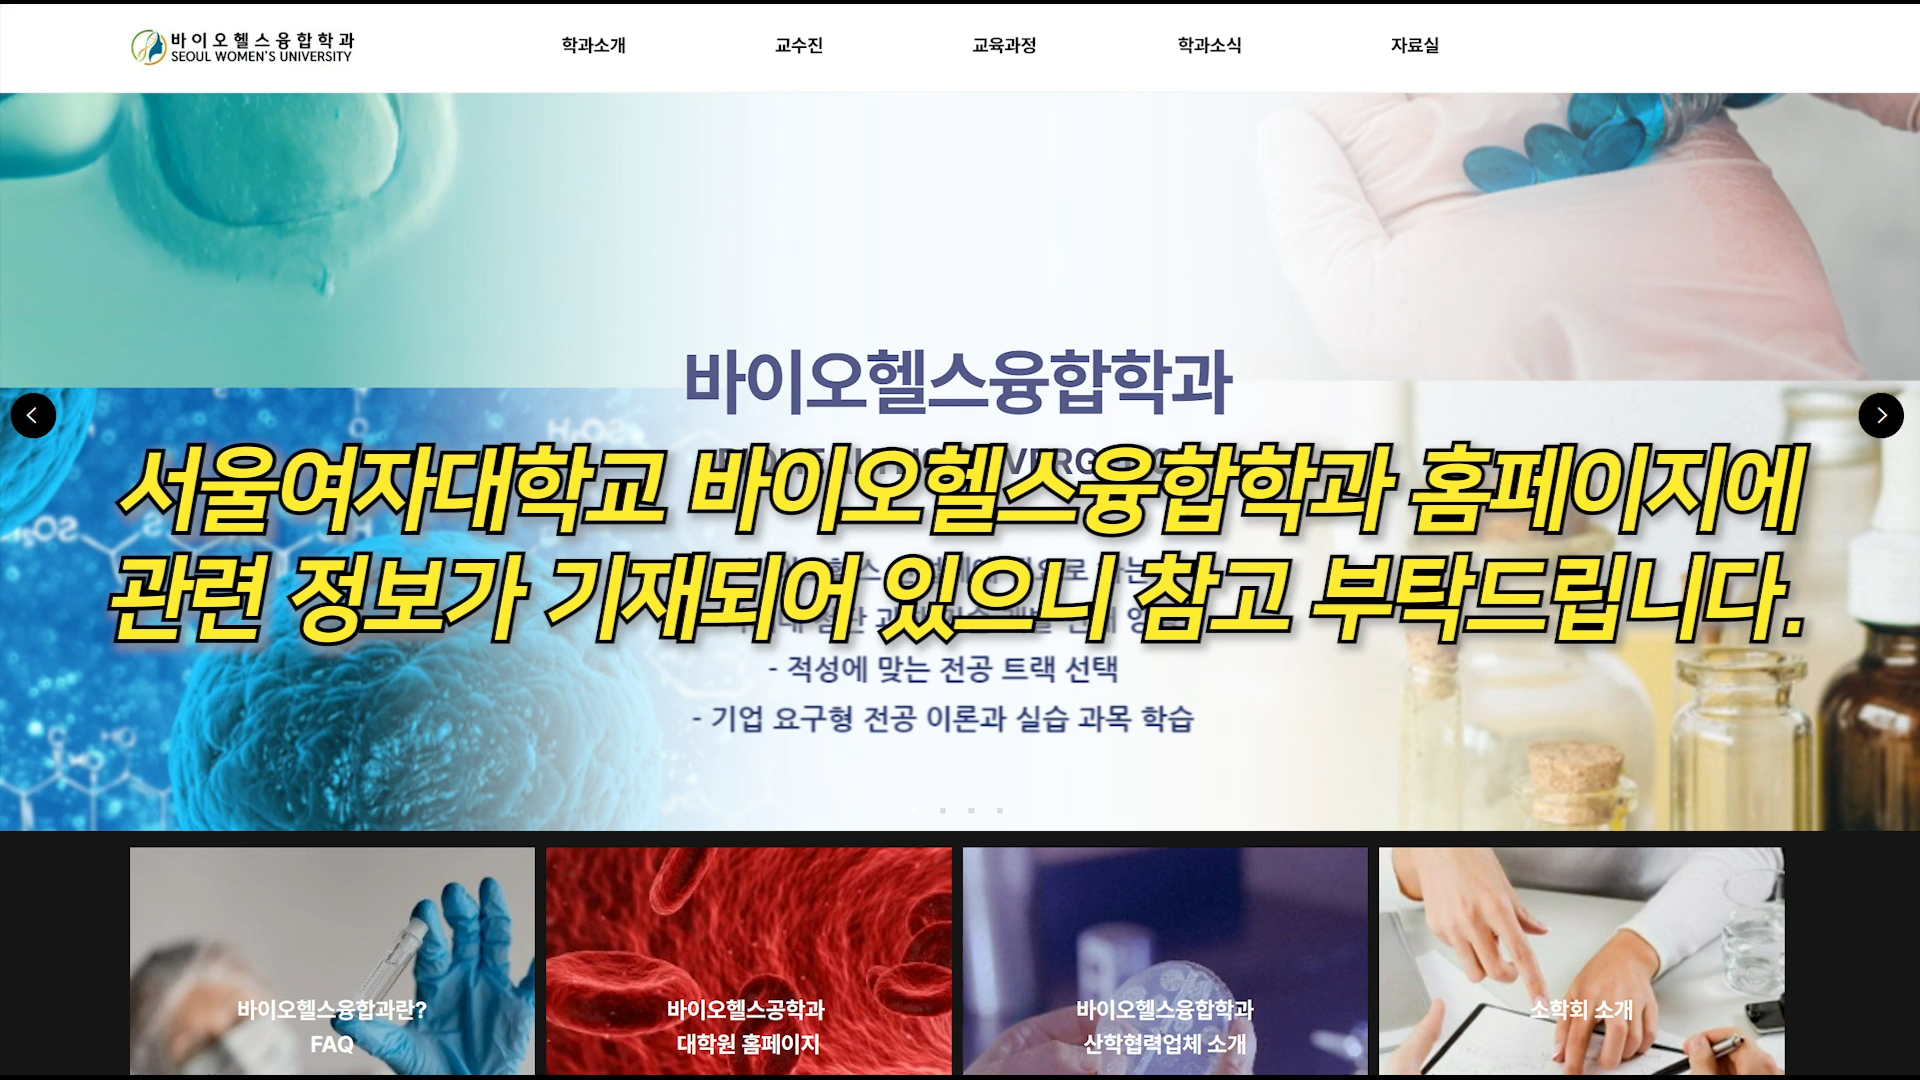 바이오헬스융합학과
SEOUL WOMEN'S UNIVERSITY
학과소개
교수진
교육과정
학과소식
자료실
바이오헬스융합학과
서울여자대학교 바이오헬스융합학과 홈페이지에
관련 정보가 기재되어 있으니 참고 부탁드립니다.
- 적성에 맞는 전공 트랙 선택
- 기업 요구형 전공 이론과 실습 과목 학습
바이오헬스융합과란?
FAQ
바이오헬스공학과
대학원 홈페이지
바이오헬스융합학과
산학협력업체 소개
소학회 소개